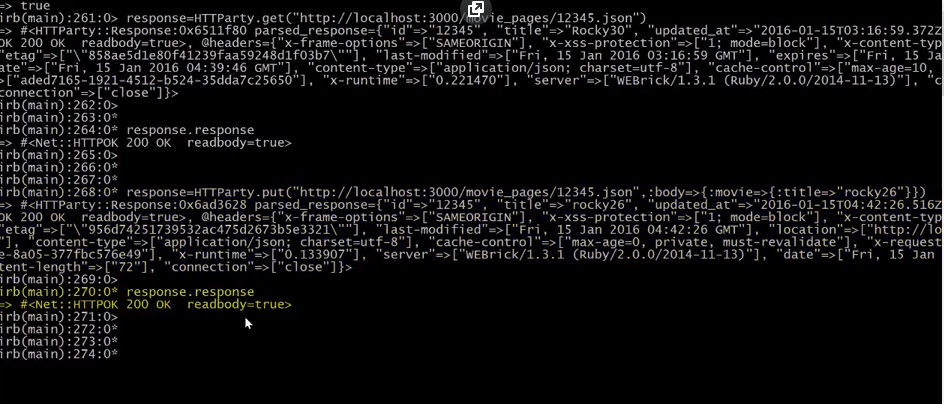 => true
irb(main):261:0> response=HTTParty.get("http://localhost:3000/movie_pages/12345.json")
=> #<HTTParty::Response:0x6511f80 parsed_response={"id"=>"12345", "title"=>"Rocky30", "updated_at"=>"2016-01-15T03:16:59.372Z
OK 200 OK  readbody=true>, @headers={"x-frame-options"=>["SAMEORIGIN"], "x-xss-protection"=>["1; mode=block"], "x-content-typ
"etag"=>["\"858ae5d1e80f41239faa59248d1f03b7\""], "last-modified"=>["Fri, 15 Jan 2016 03:16:59 GMT"], "expires"=>["Fri, 15 J
ate"=>["Fri, 15 Jan 2016 04:39:46 GMT"], "content-type"=>["application/json; charset=utf-8"], "cache-control"=>["max-age=10,
=>["aded7165-1921-4512-b524-35dda7c25650"], "x-runtime"=>["0.221470"], "server"=>["WEBrick/1.3.1 (Ruby/2.0.0/2014-11-13)"], "c
connection"=>["close"]}>
irb(main):262:0>
irb(main):263:0*
irb(main):264:0* response.response
=> #<Net::HTTPOK 200 OK  readbody=true>
irb(main):265:0>
irb(main):266:0*
irb(main):267:0*
irb(main):268:0* response=HTTParty.put("http://localhost:3000/movie_pages/12345.json",:body=>{:movie=>{:title=>"rocky26"}})
=> #<HTTParty::Response:0x6ad3628 parsed_response={"id"=>"12345", "title"=>"rocky26", "updated_at"=>"2016-01-15T04:42:26.516Z
OK 200 OK  readbody=true>, @headers={"x-frame-options"=>["SAMEORIGIN"], "x-xss-protection"=>["1; mode=block"], "x-content-typ
"etag"=>["\"956d74251739532ac475d2673b5e3321\""], "last-modified"=>["Fri, 15 Jan 2016 04:42:26 GMT"], "location"=>["http://lo
"], "content-type"=>["application/json; charset=utf-8"], "cache-control"=>["max-age=0, private, must-revalidate"], "x-request
e-8a05-377fbc576e49"], "x-runtime"=>["0.133907"], "server"=>["WEBrick/1.3.1 (Ruby/2.0.0/2014-11-13)"], "date"=>["Fri, 15 Jan
tent-length"=>["72"], "connection"=>["close"]}>
irb(main):269:0>
irb(main):270:0* response.response
=> #<Net::HTTPOK 200 OK  readbody=true>
irb(main):271:0>
irb(main):272:0*
irb(main):273:0*
irb(main):274:0*